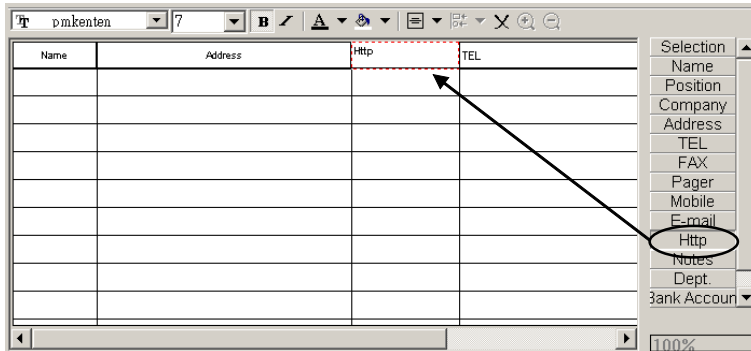 pmkenten 7 B A
Name Address Http TEL
Selection
Name
Position
Company
Address
TEL
FAX
Pager
Mobile
E-mail
Http
Notes
Dept.
Bank Accoun
100%